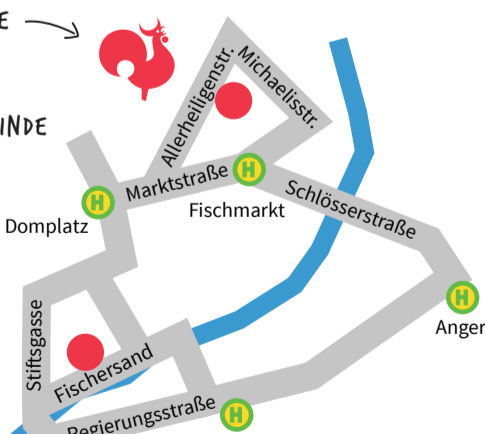 E
INDE
Allerheiligenstr.
Michaelisstr.
Marktstraße
H
H
Domplatz
Fischmarkt
Schlösserstraße
H
Anger
Stiftsgasse
Fischersand
Regierungsstraße
H